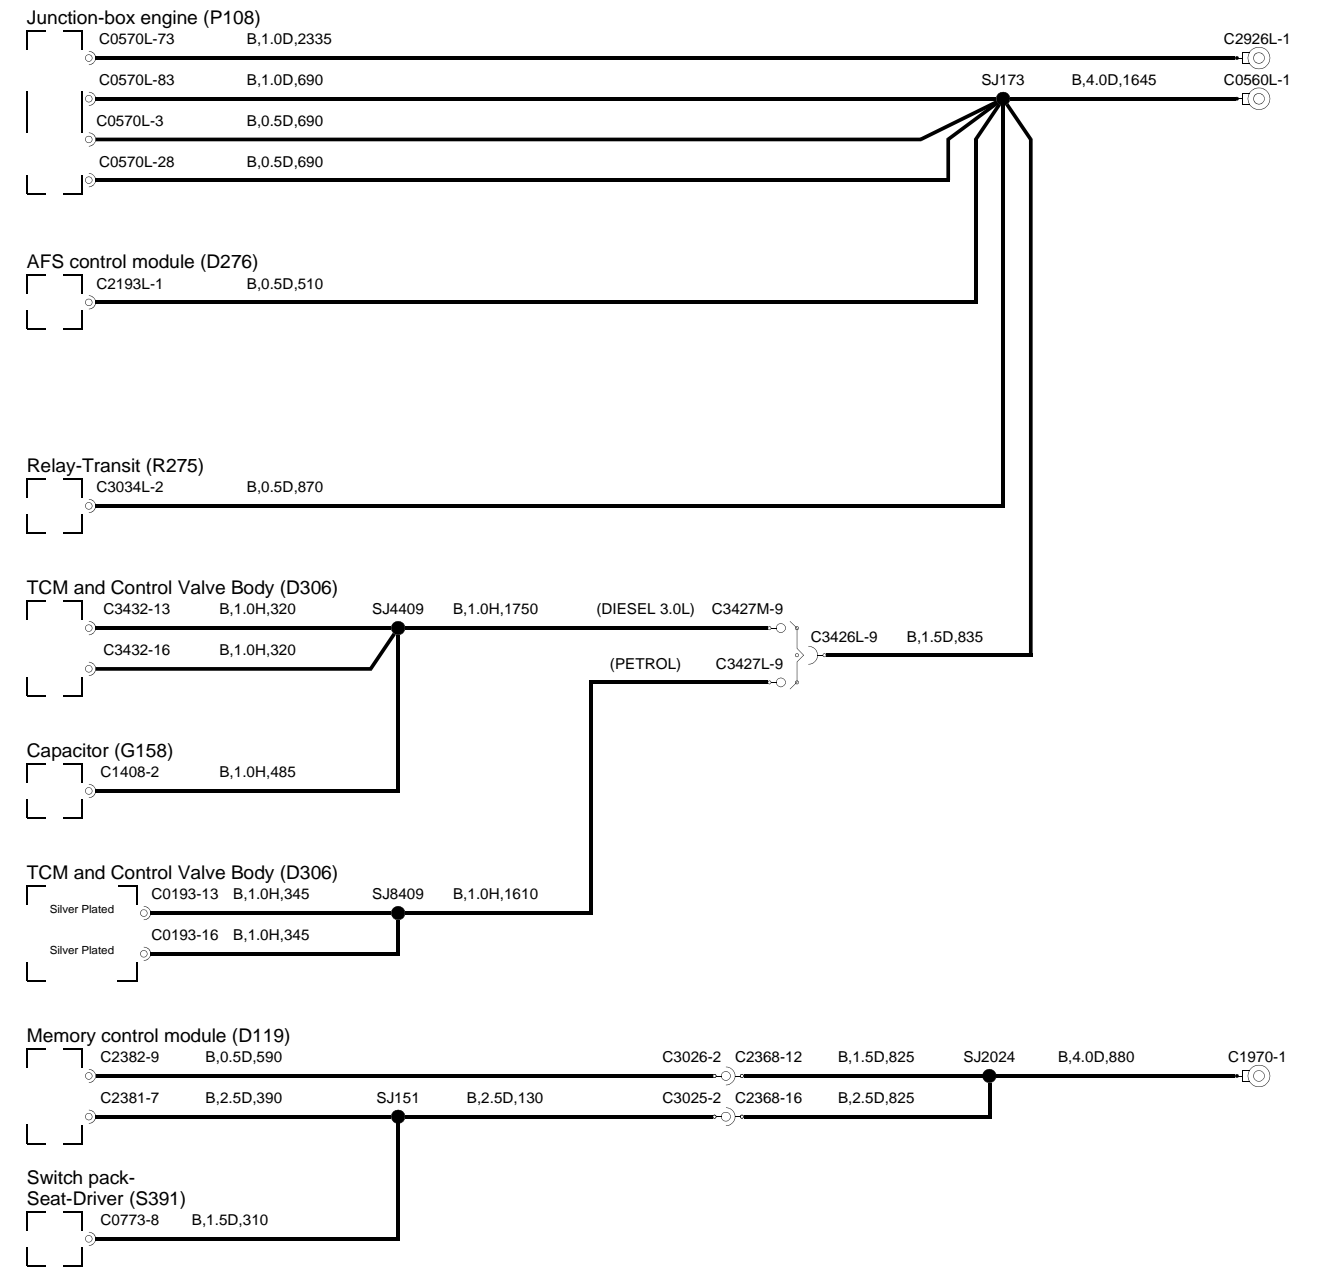 Junction-box engine (P108)
C0570L-73 B,1.0D,2335 C2926L-1
C0570L-83 B,1.0D,690 SJ173 B,4.0D,1645 C0560L-1
C0570L-3 B,0.5D,690
C0570L-28 B,0.5D,690
AFS control module (D276)
C2193L-1 B,0.5D,510
Relay-Transit (R275)
C3034L-2 B,0.5D,870
TCM and Control Valve Body (D306)
C3432-13 B,1.0H,320 SJ4409 B,1.0H,1750 (DIESEL 3.0L) C3427M-9
C3426L-9 B,1.5D,835
C3432-16 B,1.0H,320
(PETROL) C3427L-9
Capacitor (G158)
C1408-2 B,1.0H,485
TCM and Control Valve Body (D306)
C0193-13 B,1.0H,345 SJ8409 B,1.0H,1610
Silver Plated
C0193-16 B,1.0H,345
Silver Plated
Memory control module (D119)
C2382-9 B,0.5D,590 C3026-2 C2368-12 B,1.5D,825 SJ2024 B,4.0D,880 C1970-1
C2381-7 B,2.5D,390 SJ151 B,2.5D,130 C3025-2 C2368-16 B,2.5D,825
Switch pack-
Seat-Driver (S391)
C0773-8 B,1.5D,310